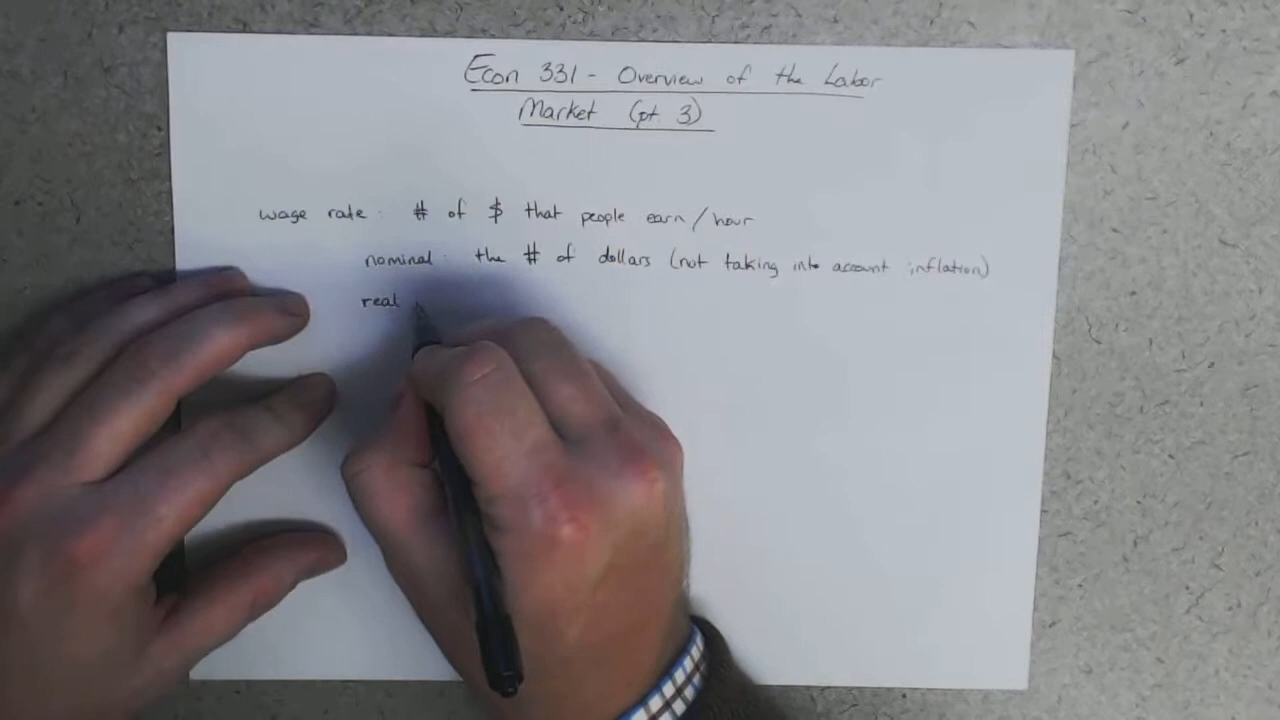 Econ 331 - Overview of the Labor
Market (pt. 3)
wage rate: # of $ that people earn/hour
nominal: the # of dollars (not taking into account inflation)
real